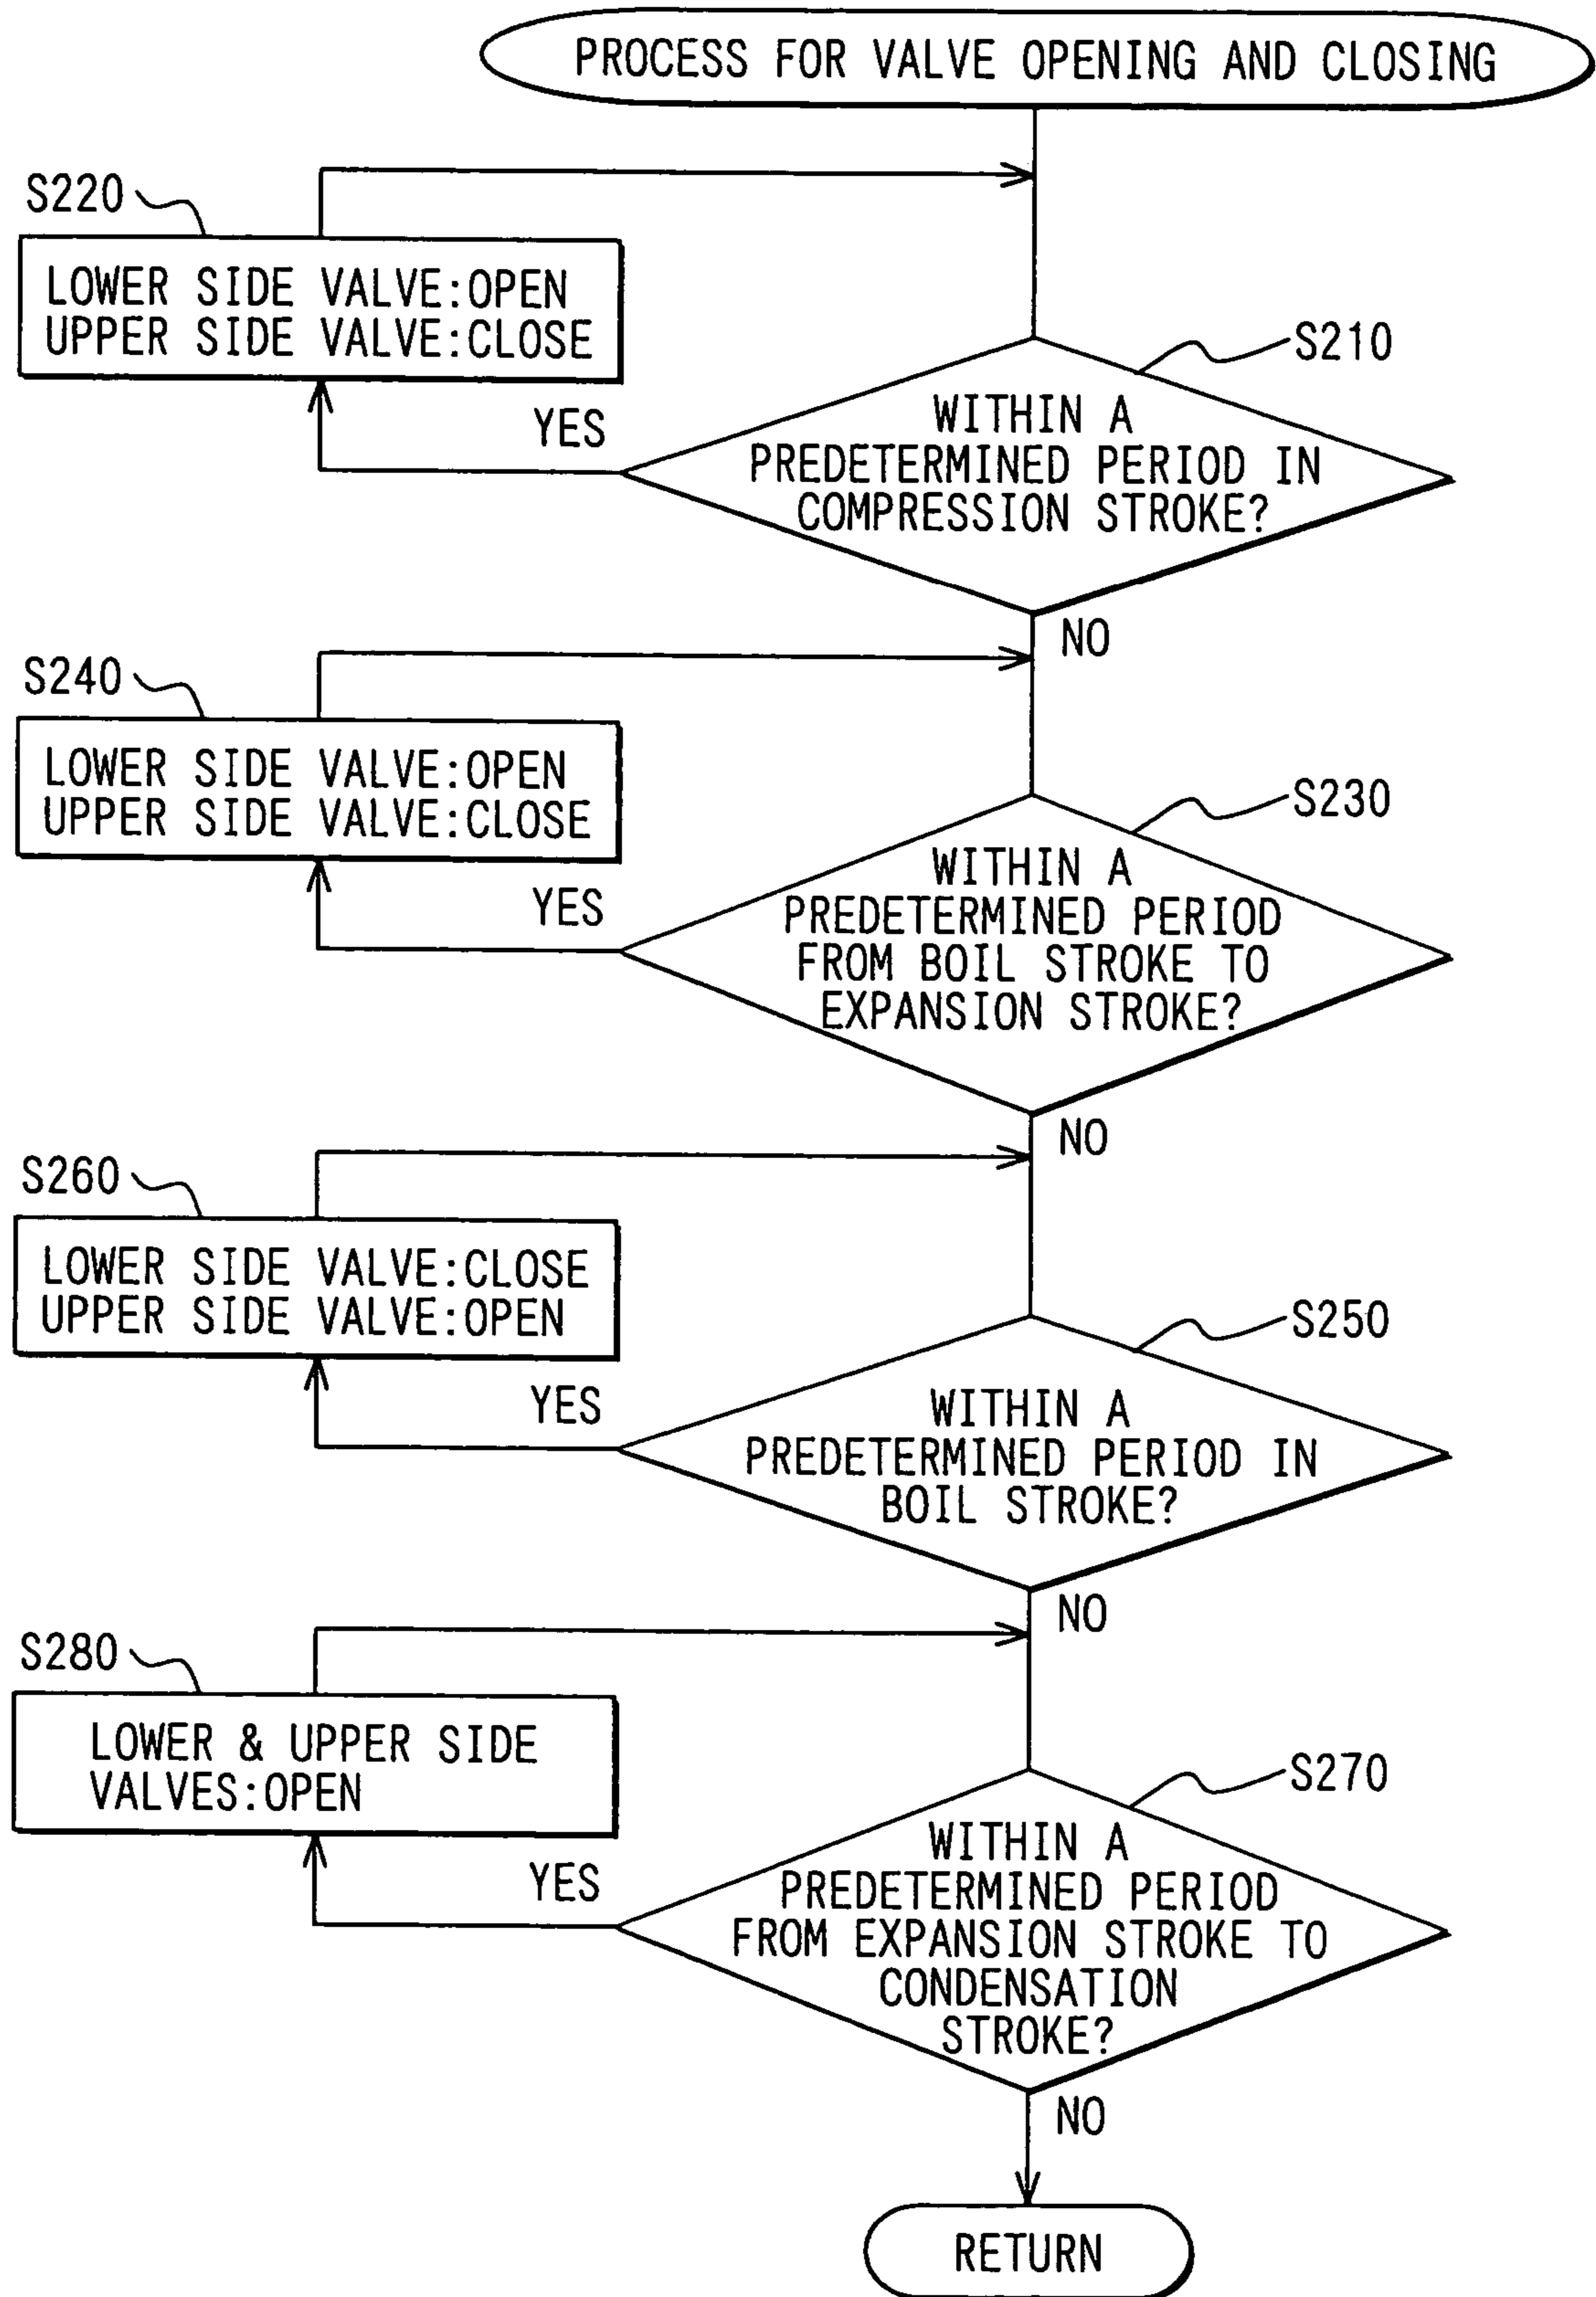 PROCESS FOR VALVE OPENING AND CLOSING
S220
LOWER SIDE VALVE:OPEN
UPPER SIDE VALVE:CLOSE
S210
YES
WITHIN A
PREDETERMINED PERIOD IN
COMPRESSION STROKE?
NO
S240
LOWER SIDE VALVE:OPEN
UPPER SIDE VALVE:CLOSE
S230
YES
WITHIN A
PREDETERMINED PERIOD
FROM BOIL STROKE TO
EXPANSION STROKE?
NO
S260
LOWER SIDE VALVE:CLOSE
UPPER SIDE VALVE:OPEN
S250
YES
WITHIN A
PREDETERMINED PERIOD IN
BOIL STROKE?
NO
S280
LOWER & UPPER SIDE
VALVES:OPEN
S270
YES
WITHIN A
PREDETERMINED PERIOD
FROM EXPANSION STROKE TO
CONDENSATION
STROKE?
NO
RETURN